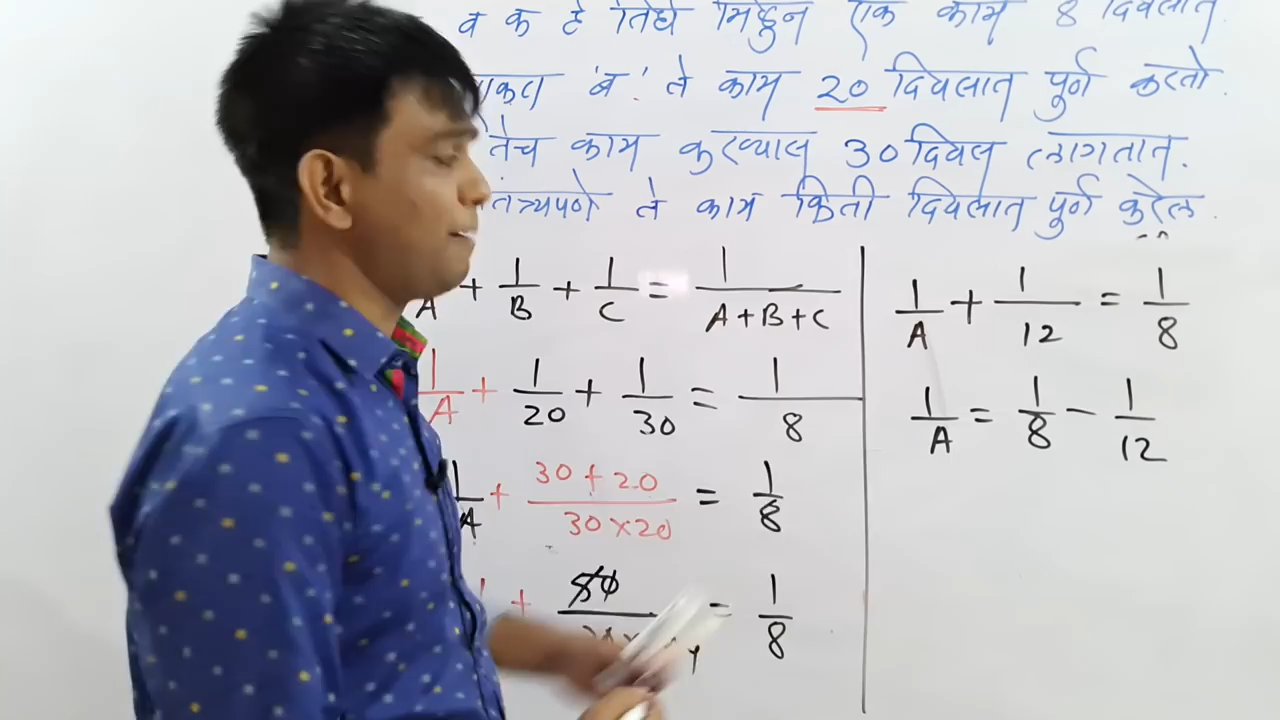 ब क हे तिघे मिळून एक काम 8 दिवसात
'ब' ते काम 20 दिवसात पुर्ण करतो.
तेच काम करण्यास 30 दिवस लागतात.
ते काम किती दिवसात पुर्ण करेल
A + 1/B + 1/C = 1/(A+B+C)
1/A + 1/20 + 1/30 = 1/8
1/A + (30+20)/(30×20) = 1/8
+ 50/ = 1/8
1/A + 1/12 = 1/8
1/A = 1/8 - 1/12